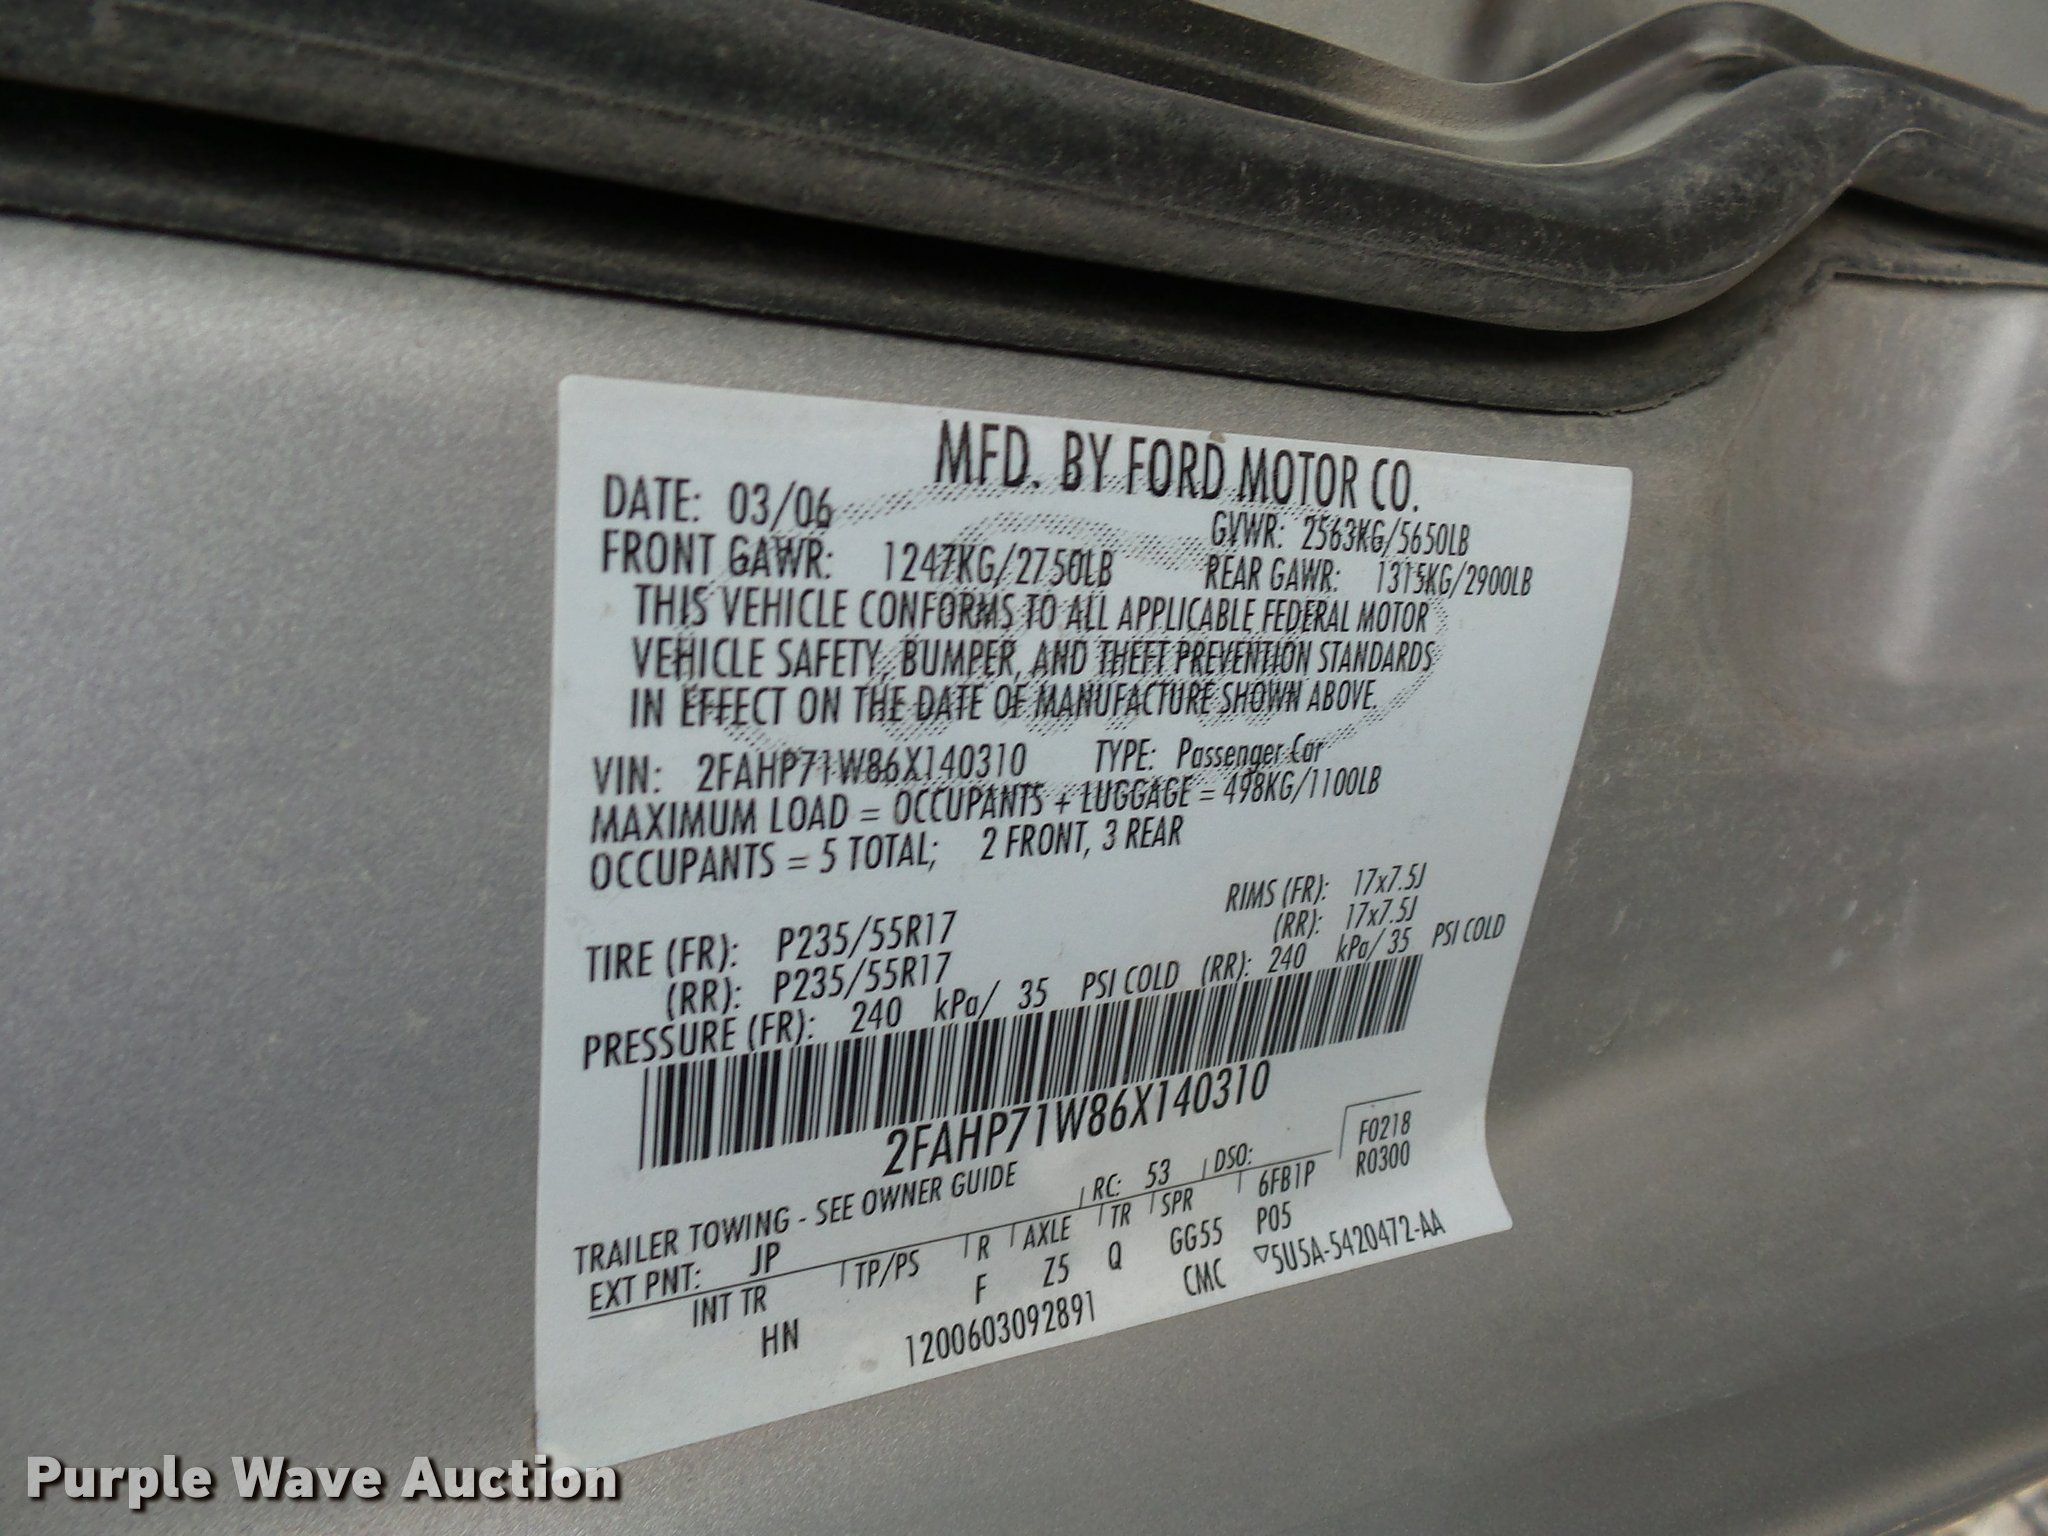 MFD. BY FORD MOTOR CO.
DATE: 03/06
GVWR: 2563KG/5650LB
FRONT GAWR: 1247KG/2750LB REAR GAWR: 1315KG/2900LB
THIS VEHICLE CONFORMS TO ALL APPLICABLE FEDERAL MOTOR
VEHICLE SAFETY, BUMPER, AND THEFT PREVENTION STANDARDS
IN EFFECT ON THE DATE OF MANUFACTURE SHOWN ABOVE.
VIN: 2FAHP71W86X140310 TYPE: Passenger Car
MAXIMUM LOAD = OCCUPANTS + LUGGAGE = 498KG/1100LB
OCCUPANTS = 5 TOTAL; 2 FRONT, 3 REAR
TIRE (FR): P235/55R17 RIMS (FR): 17x7.5J
(RR): P235/55R17 (RR): 17x7.5J
PRESSURE (FR): 240 kPa/ 35 PSI COLD (RR): 240 kPa/ 35 PSI COLD
2FAHP71W86X140310
TRAILER TOWING - SEE OWNER GUIDE
F0218
EXT PNT: JP RC: 53 DSO: R0300
INT TR TP/PS R AXLE TR SPR 6FB1P
HN F Z5 Q GG55 P05
1200603092891 CMC ▽5U5A-5420472-AA
Purple Wave Auction